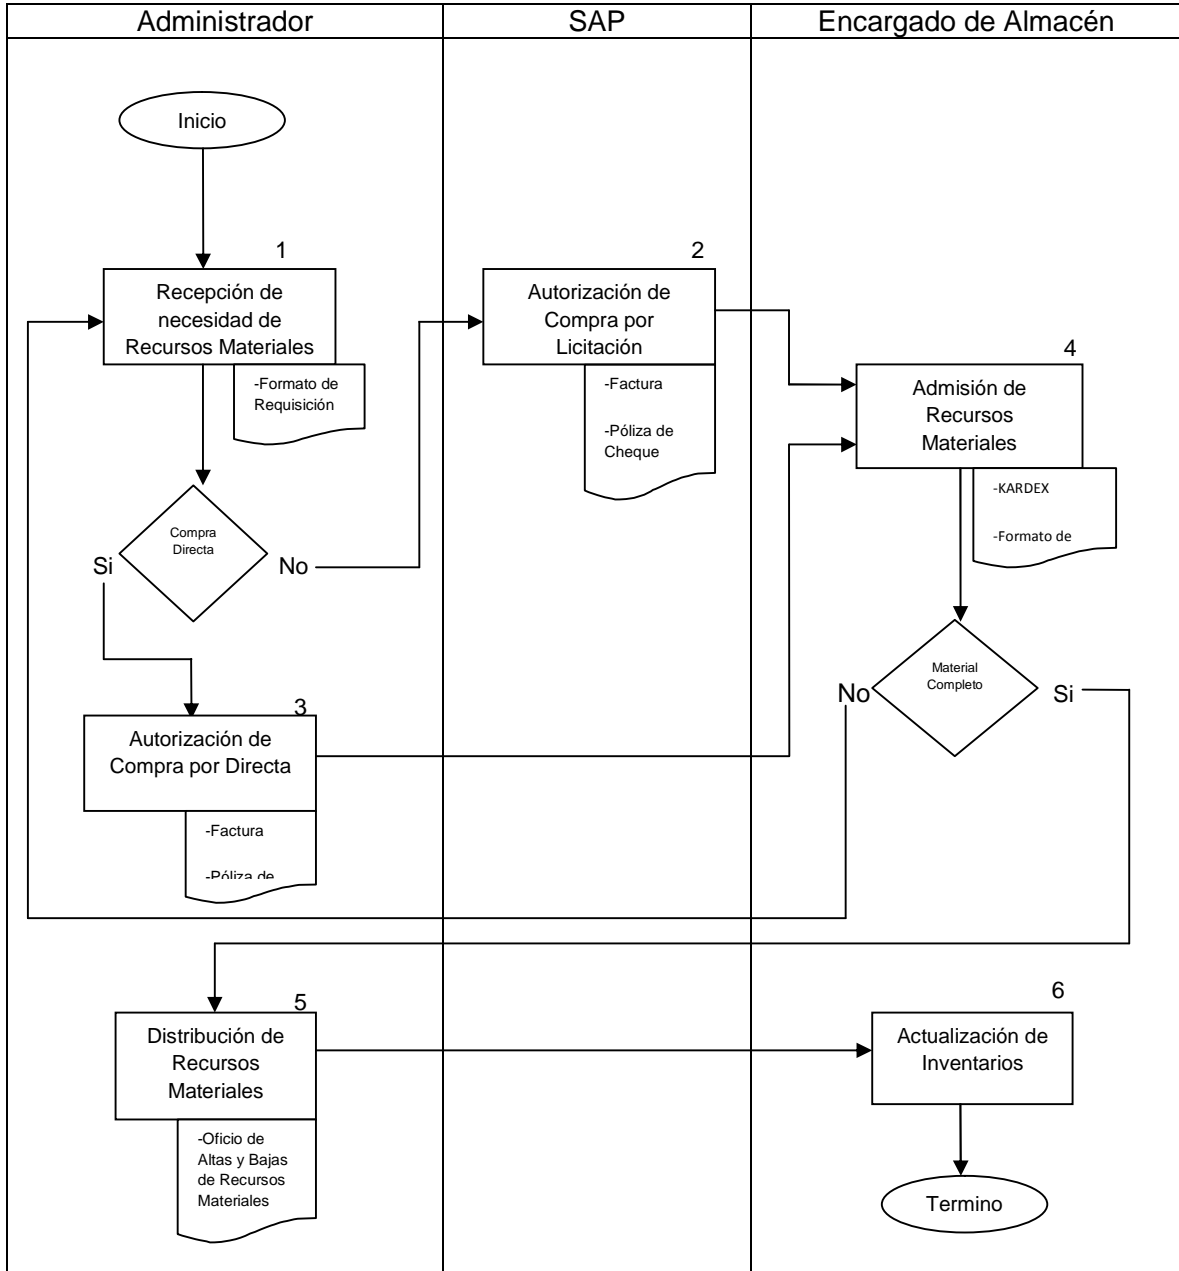 Administrador
SAP
Encargado de Almacén
Inicio
1
Recepción de
necesidad de
Recursos Materiales
-Formato de
Requisición
2
Autorización de
Compra por
Licitación
-Factura
-Póliza de
Cheque
4
Admisión de
Recursos
Materiales
-KARDEX
-Formato de
Compra
Directa
Si
No
Material
Completo
No
Si
3
Autorización de
Compra por Directa
-Factura
-Póliza de
5
Distribución de
Recursos
Materiales
-Oficio de
Altas y Bajas
de Recursos
Materiales
6
Actualización de
Inventarios
Termino